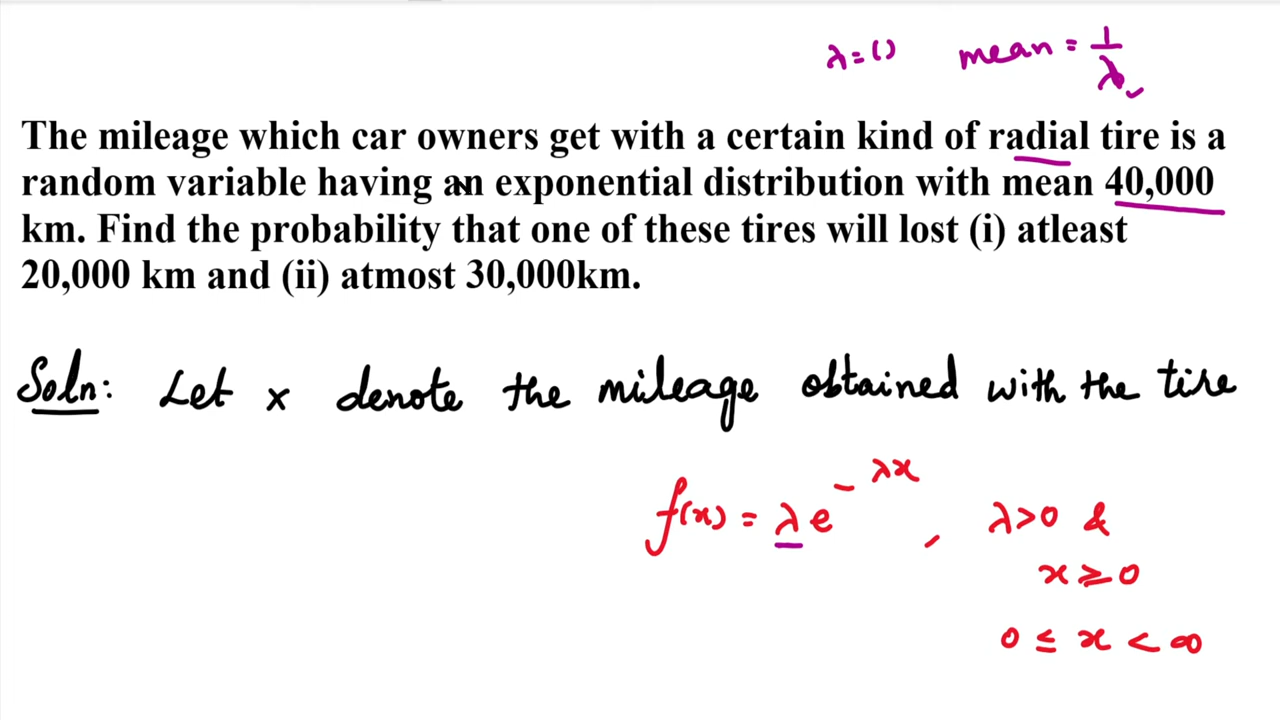 λ = ( ) mean = 1/λ
The mileage which car owners get with a certain kind of radial tire is a
random variable having an exponential distribution with mean 40,000
km. Find the probability that one of these tires will lost (i) atleast
20,000 km and (ii) atmost 30,000km.
Soln: Let x denote the mileage obtained with the tire
f(x) = λe^{-λx}, λ>0 &
x ≥ 0
0 ≤ x < ∞